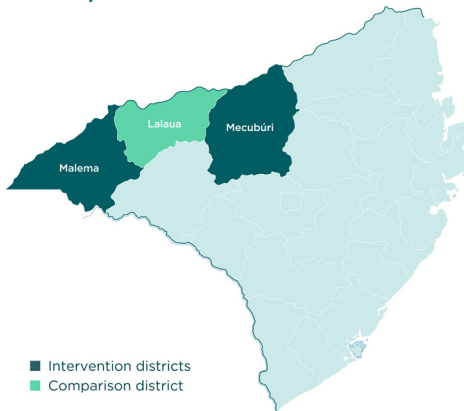 Lalaua
Mecubúri
Malema
Intervention districts
Comparison district